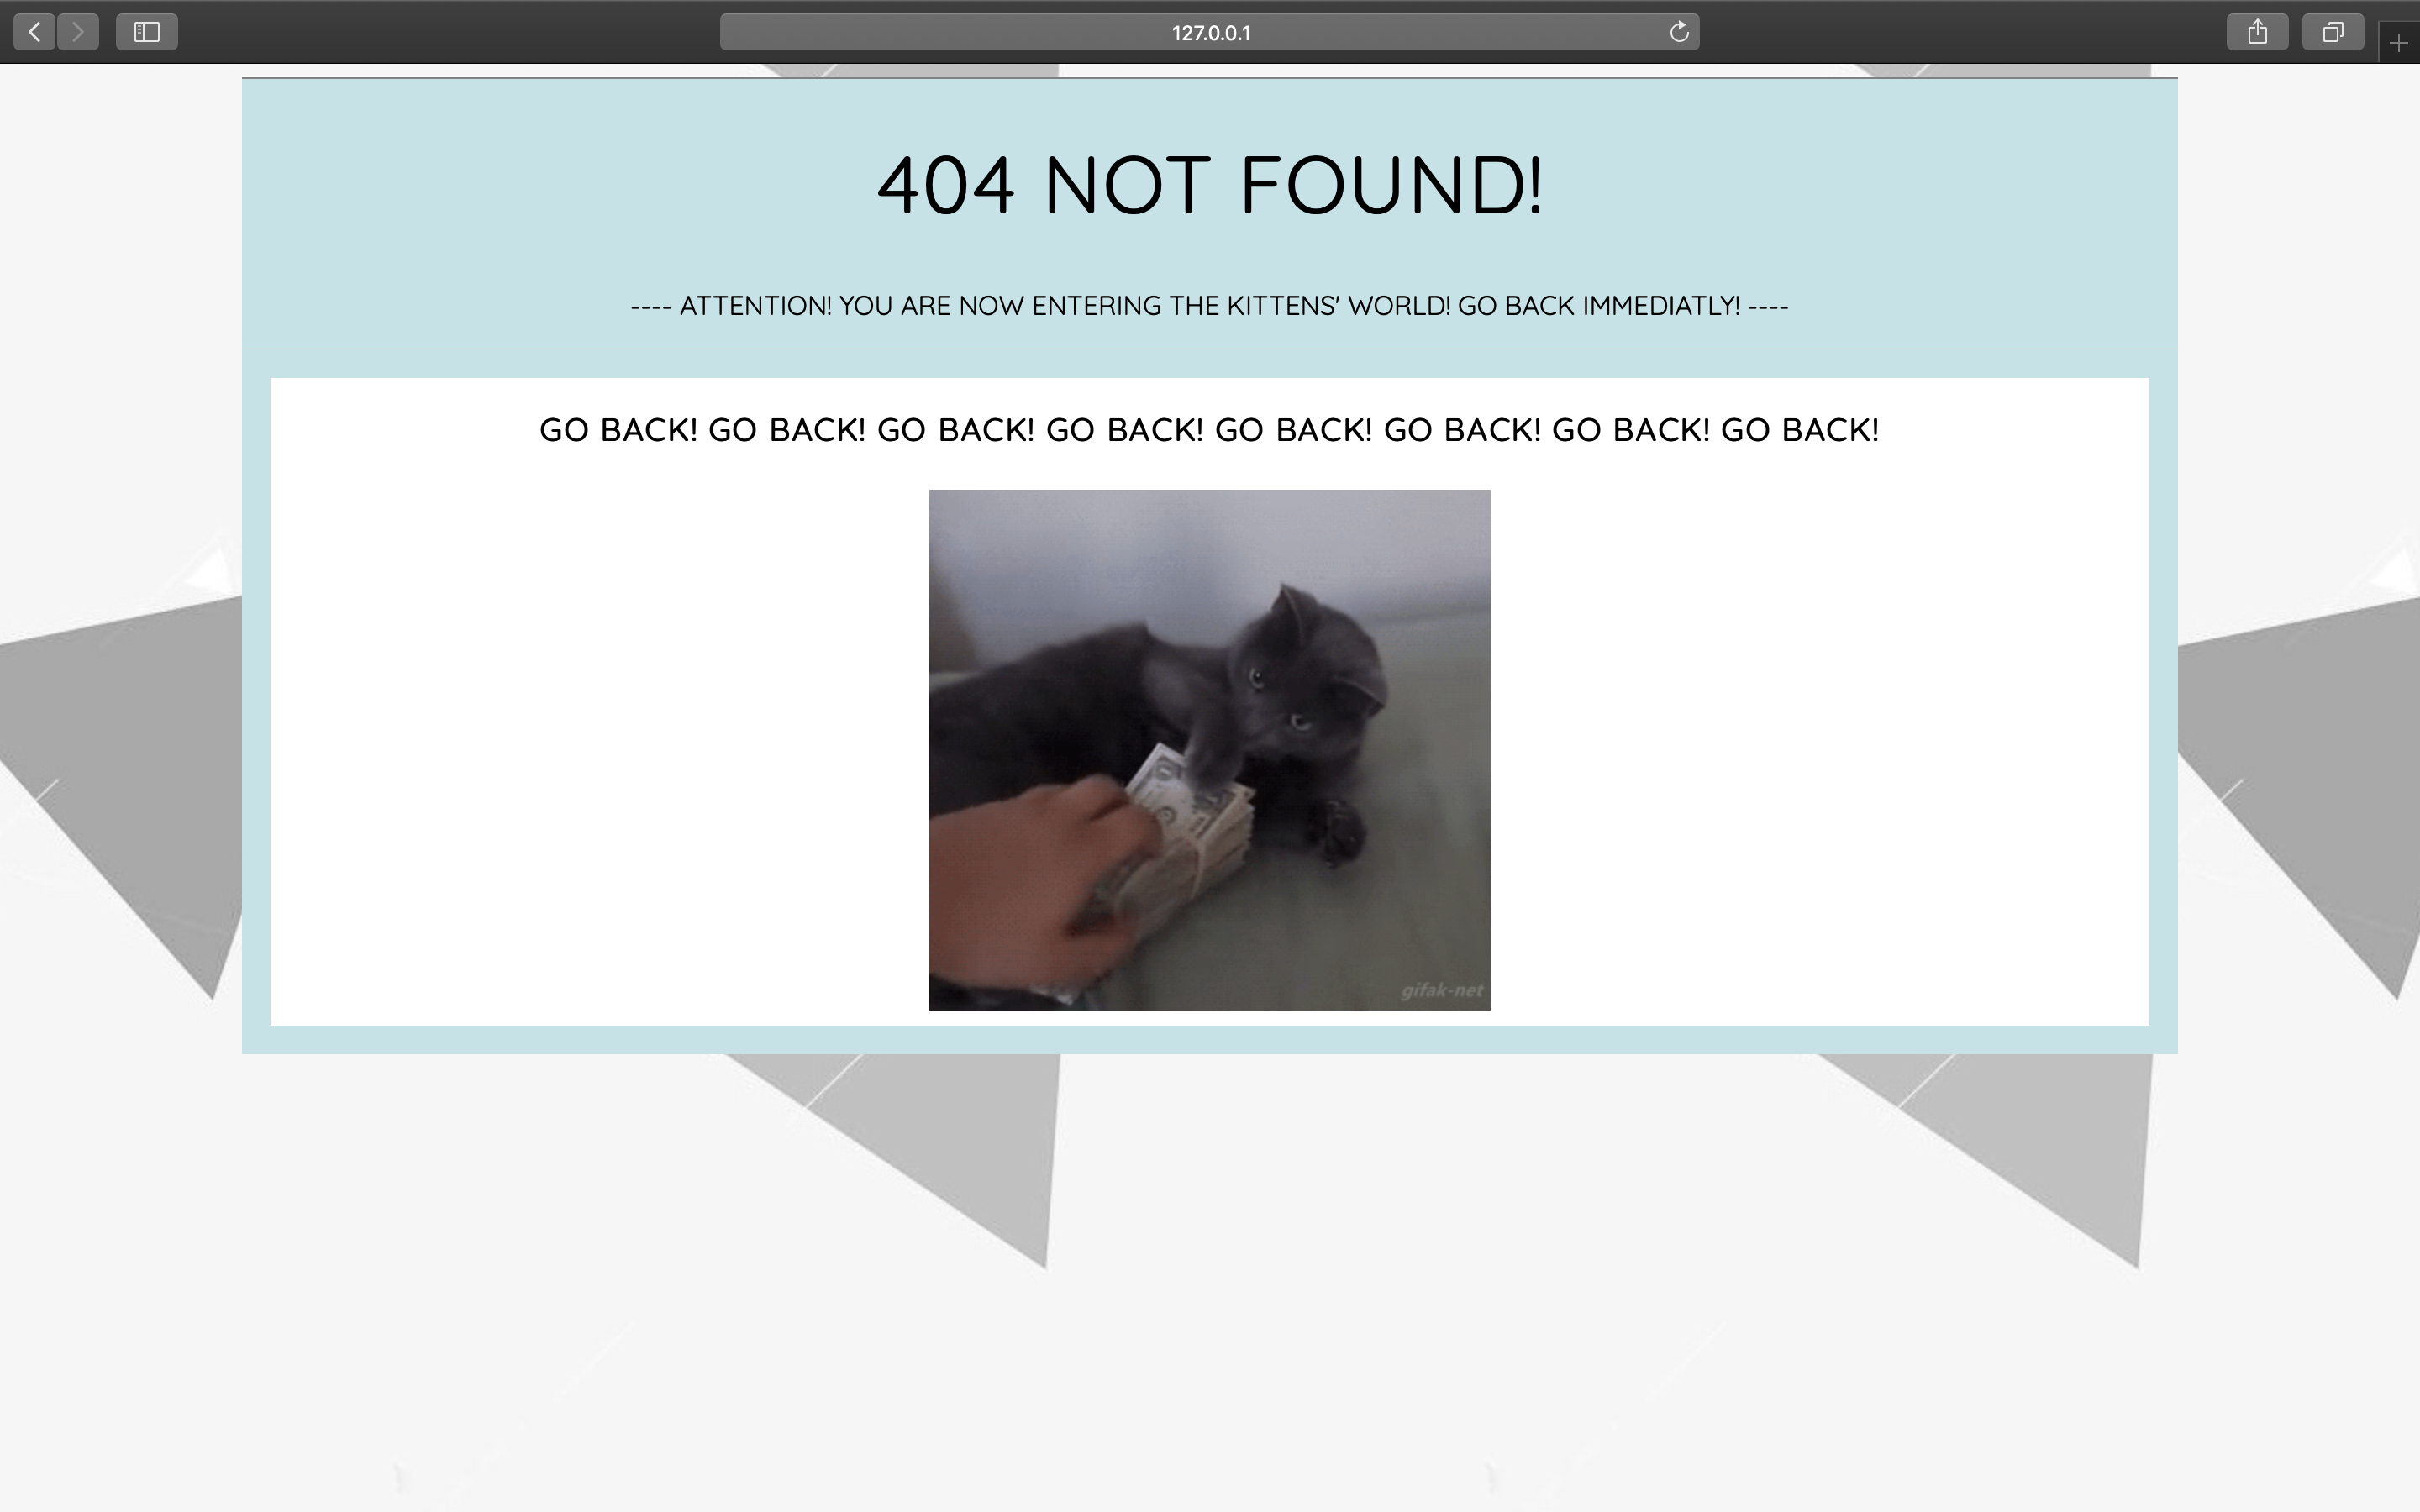 127.0.0.1
404 NOT FOUND!
---- ATTENTION! YOU ARE NOW ENTERING THE KITTENS' WORLD! GO BACK IMMEDIATLY! ----
GO BACK! GO BACK! GO BACK! GO BACK! GO BACK! GO BACK! GO BACK! GO BACK!
gifak-net